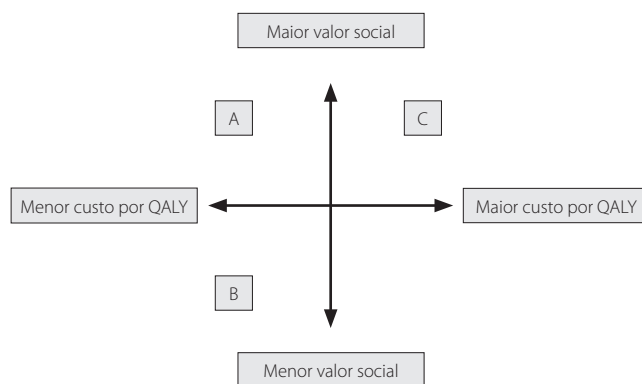 Maior valor social
A
C
Menor custo por QALY
Maior custo por QALY
B
Menor valor social